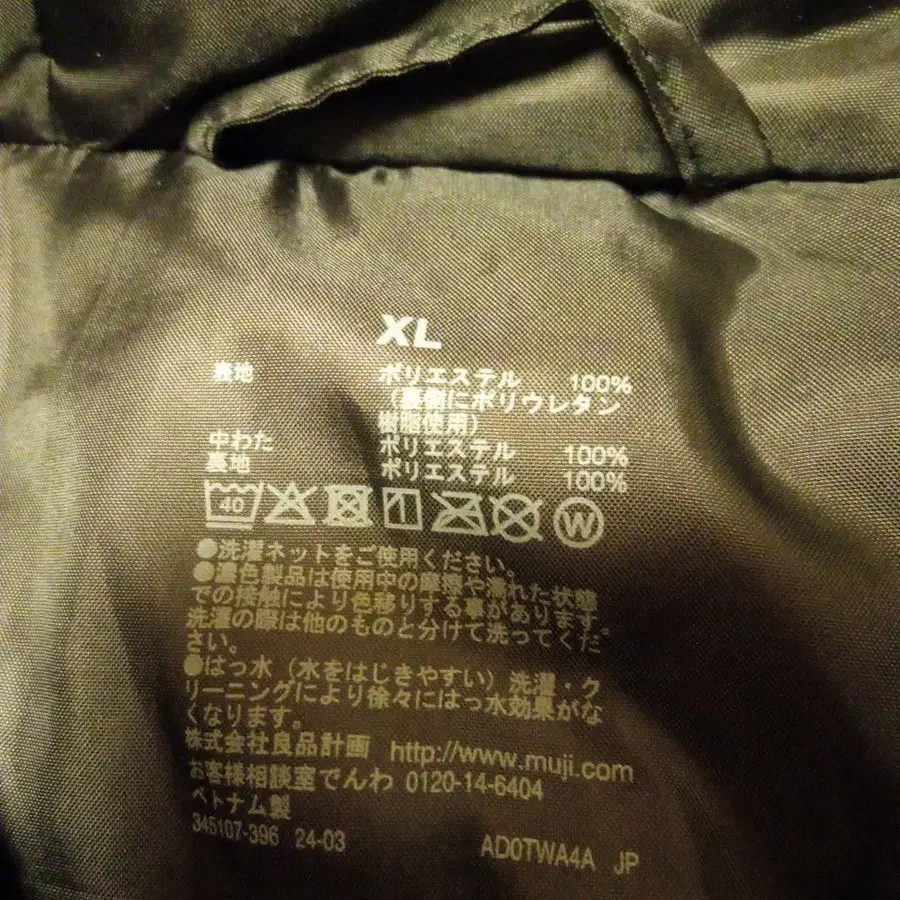 XL
表地 ポリエステル 100%
（裏側にポリウレタン
樹脂使用）
中わた ポリエステル 100%
裏地 ポリエステル 100%
40 W
●洗濯ネットをご使用ください。
●濃色製品は使用中の摩擦や濡れた状態
での接触により色移りする事があります。
洗濯の際は他のものと分けて洗ってくだ
さい。
●はっ水（水をはじきやすい）洗濯・ク
リーニングにより徐々にはっ水効果がな
くなります。
株式会社良品計画 http://www.muji.com
お客様相談室でんわ 0120-14-6404
ベトナム製
345107-396 24-03 AD0TWA4A JP